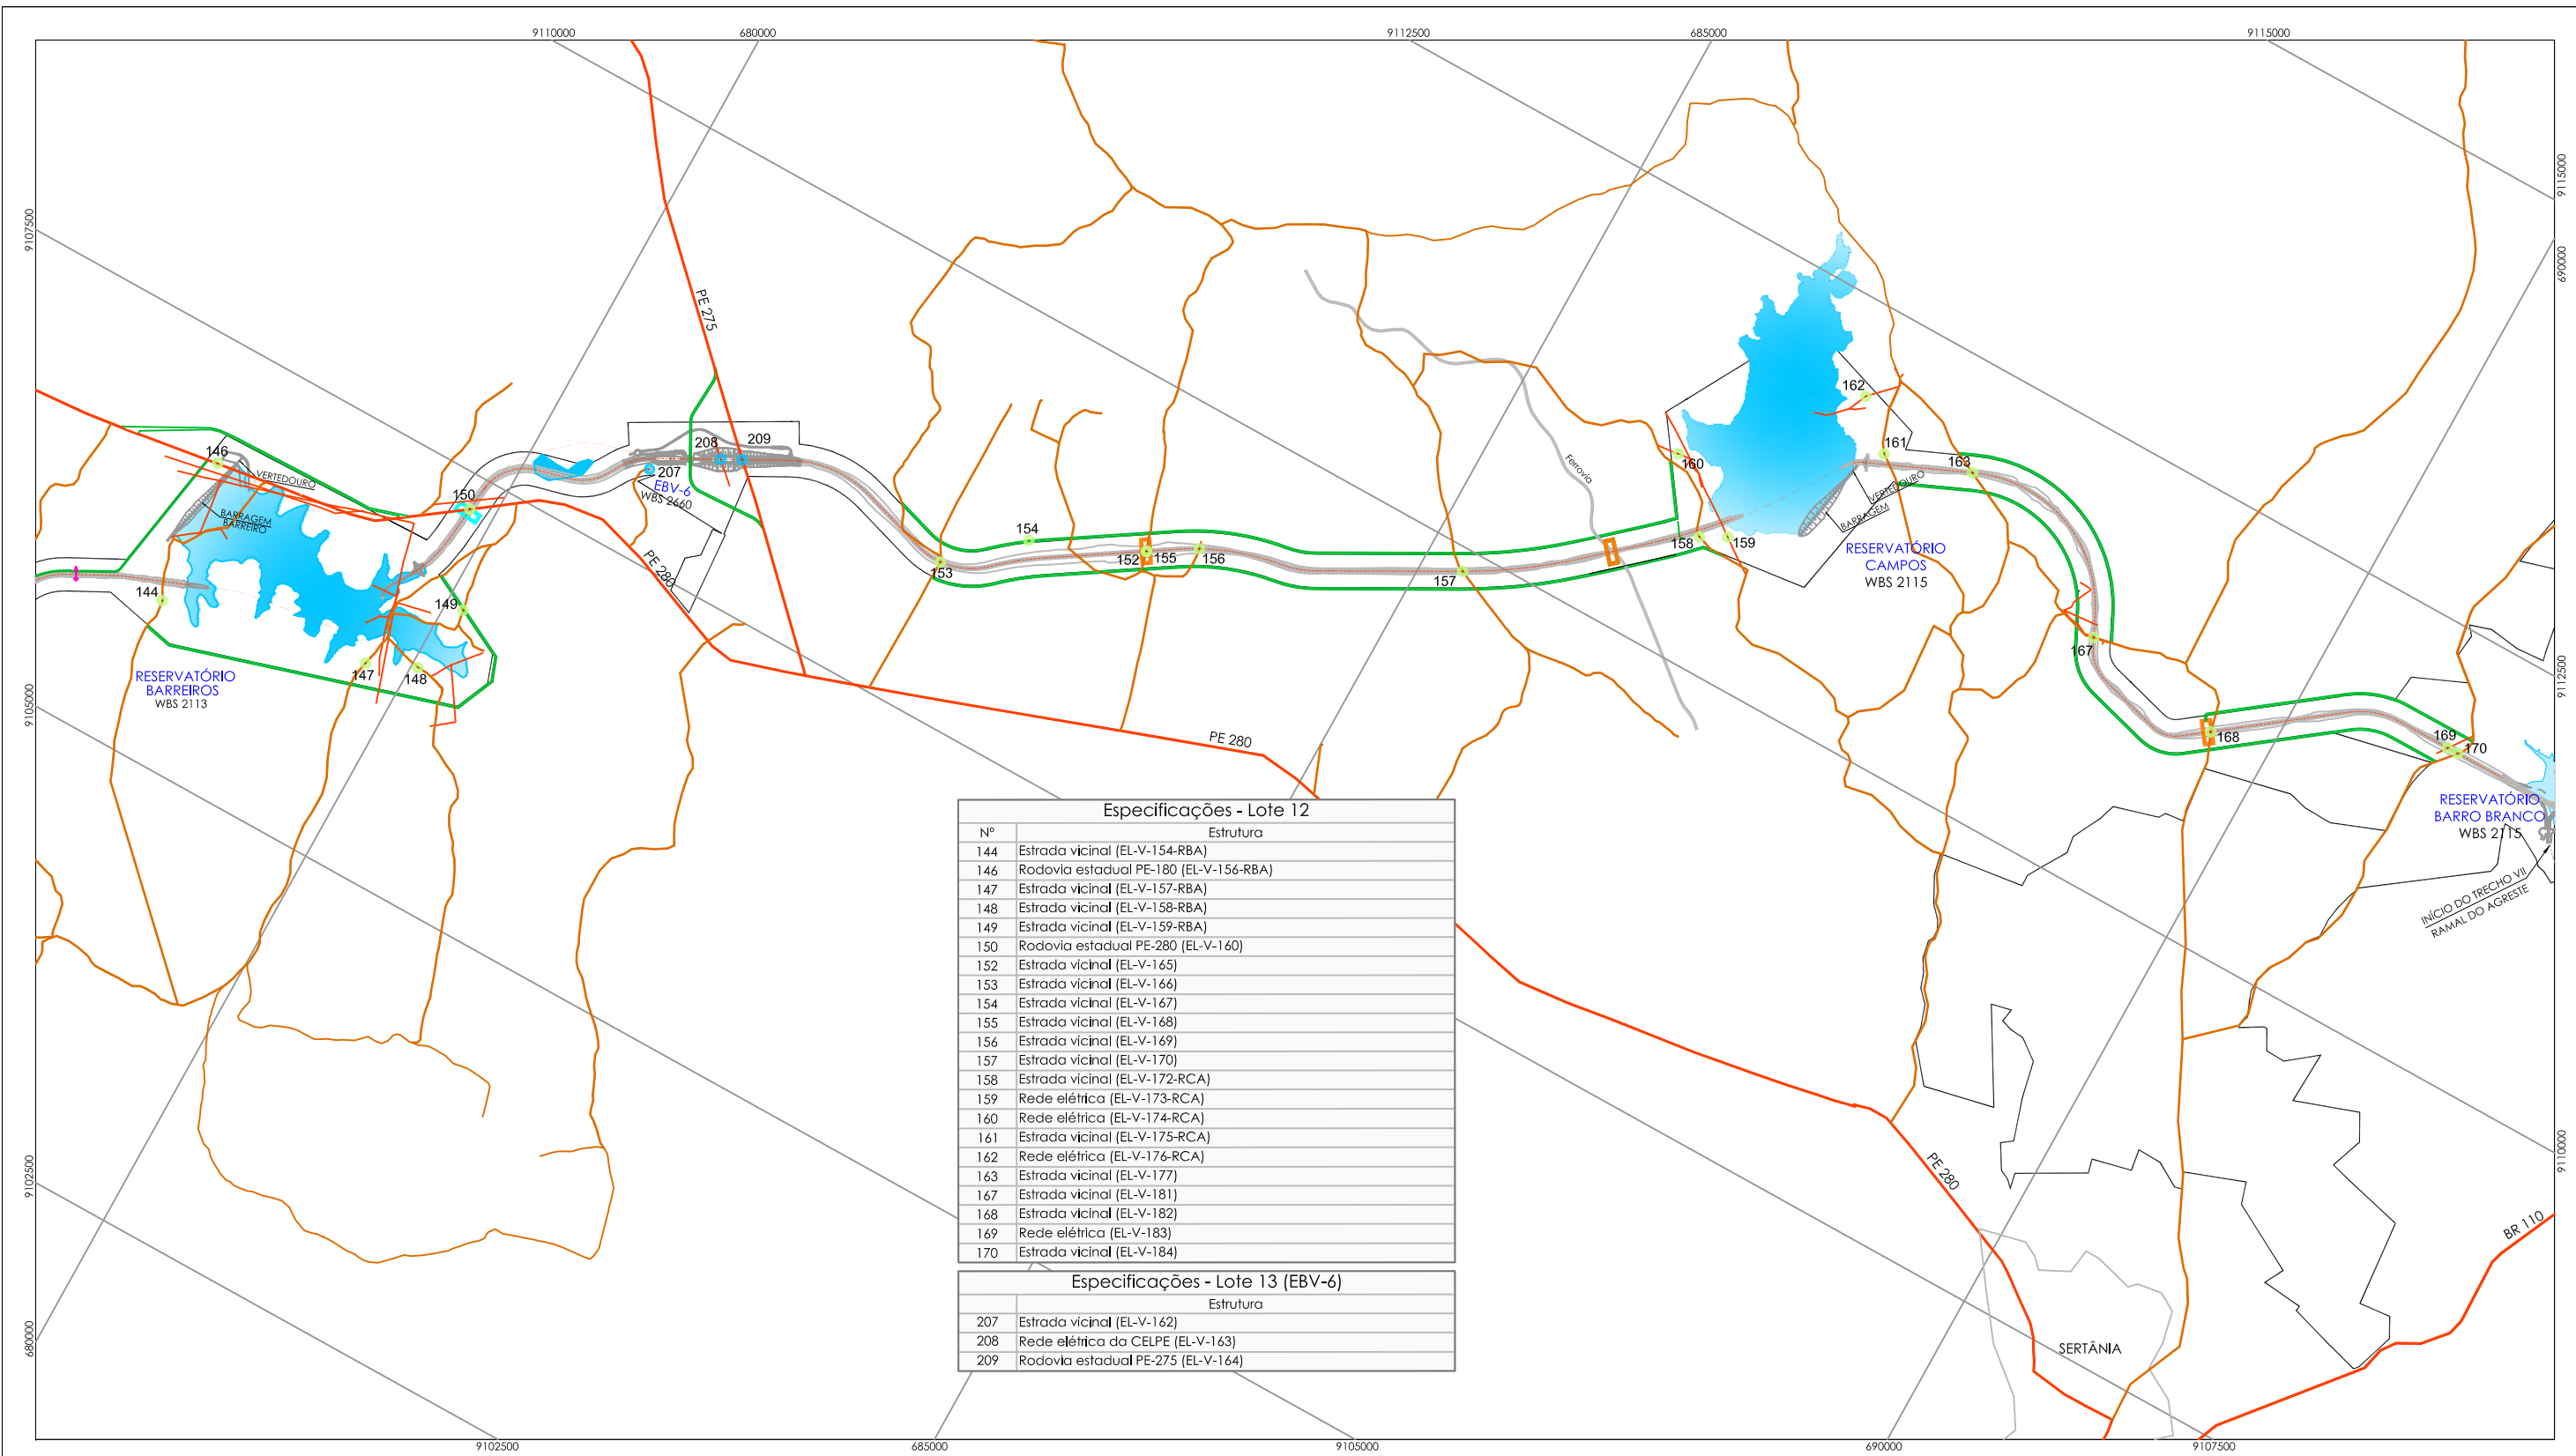 9110000
680000
9112500
685000
9115000
9107500
9105000
9102500
680000
9115000
690000
9112500
9110000
PE 275
146
VERTEDOURO
BARRAGEM
BARREIRO
150
144
149
147
148
RESERVATÓRIO
BARREIROS
WBS 2113
208
209
207
EBV-6
WBS 2660
PE 280
153
154
152
155
156
157
Ferrovia
PE 280
160
158
159
162
161
163
VERTEDOURO
BARRAGEM
RESERVATÓRIO
CAMPOS
WBS 2115
167
168
169
170
RESERVATÓRIO
BARRO BRANCO
WBS 2115
INÍCIO DO TRECHO VII
RAMAL DO AGRESTE
Especificações - Lote 12
Nº Estrutura
144 Estrada vicinal (EL-V-154-RBA)
146 Rodovia estadual PE-180 (EL-V-156-RBA)
147 Estrada vicinal (EL-V-157-RBA)
148 Estrada vicinal (EL-V-158-RBA)
149 Estrada vicinal (EL-V-159-RBA)
150 Rodovia estadual PE-280 (EL-V-160)
152 Estrada vicinal (EL-V-165)
153 Estrada vicinal (EL-V-166)
154 Estrada vicinal (EL-V-167)
155 Estrada vicinal (EL-V-168)
156 Estrada vicinal (EL-V-169)
157 Estrada vicinal (EL-V-170)
158 Estrada vicinal (EL-V-172-RCA)
159 Rede elétrica (EL-V-173-RCA)
160 Rede elétrica (EL-V-174-RCA)
161 Estrada vicinal (EL-V-175-RCA)
162 Rede elétrica (EL-V-176-RCA)
163 Estrada vicinal (EL-V-177)
167 Estrada vicinal (EL-V-181)
168 Estrada vicinal (EL-V-182)
169 Rede elétrica (EL-V-183)
170 Estrada vicinal (EL-V-184)
Especificações - Lote 13 (EBV-6)
Estrutura
207 Estrada vicinal (EL-V-162)
208 Rede elétrica da CELPE (EL-V-163)
209 Rodovia estadual PE-275 (EL-V-164)
PE 280
BR 110
SERTÂNIA
9102500
685000
9105000
690000
9107500